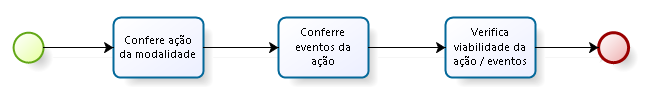 Confere ação
da modalidade
Conferre
eventos da
ação
Verifica
viabilidade da
ação / eventos